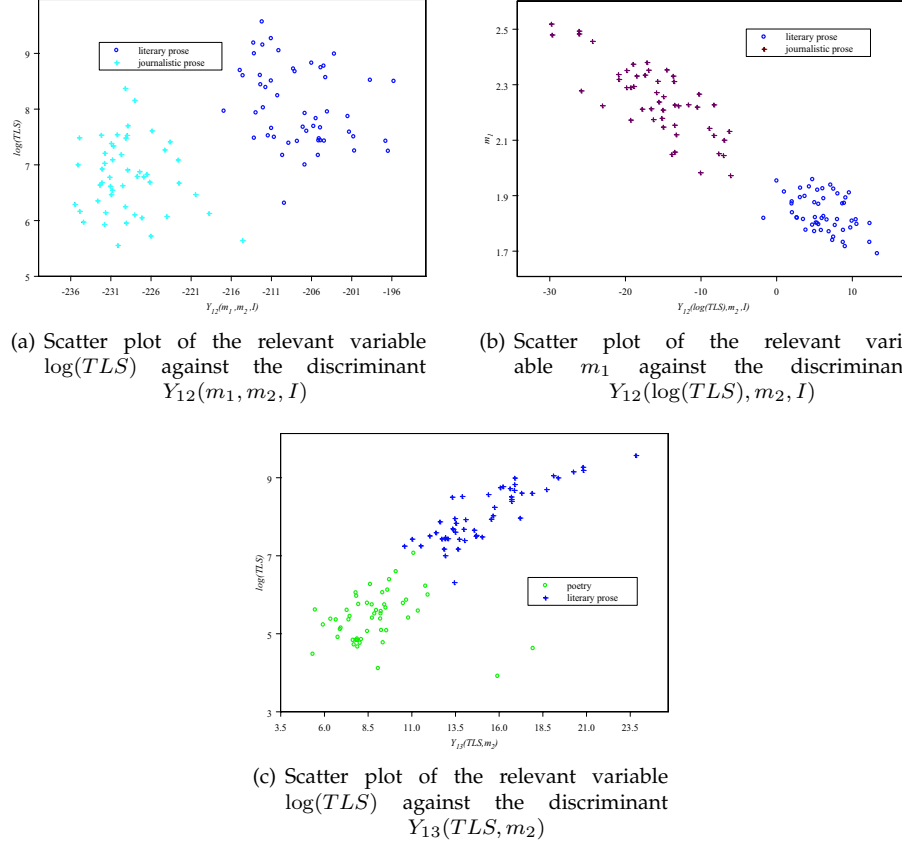 literary prose
journalistic prose
log(TLS)
9
8
7
6
5
-236
-231
-226
-221
-216
-211
-206
-201
-196
Y12(m1,m2,I)
(a) Scatter plot of the relevant variable
log(TLS) against the discriminant
Y12(m1, m2, I)
literary prose
journalistic prose
m1
2.5
2.3
2.1
1.9
1.7
-30
-20
-10
0
10
Y12(log(TLS),m2,I)
(b) Scatter plot of the relevant vari
able m1 against the discriminan
Y12(log(TLS), m2, I)
poetry
literary prose
log(TLS)
9
7
5
3
3.5
6.0
8.5
11.0
13.5
16.0
18.5
21.0
23.5
Y13(TLS,m2)
(c) Scatter plot of the relevant variable
log(TLS) against the discriminant
Y13(TLS, m2)